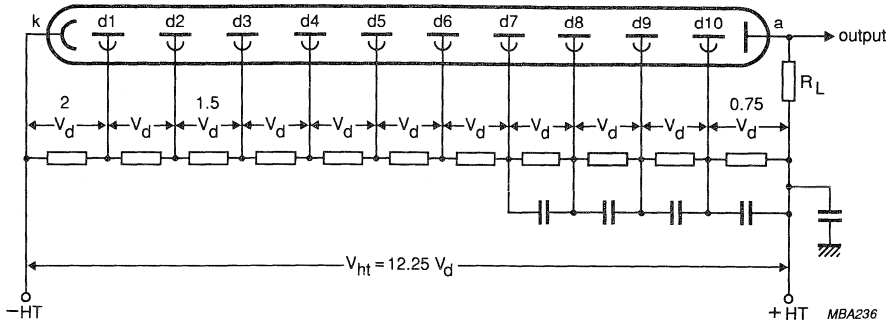 k d1 d2 d3 d4 d5 d6 d7 d8 d9 d10 a
output
R_L
2 1.5 0.75
V_d V_d V_d V_d V_d V_d V_d V_d V_d V_d V_d
V_ht = 12.25 V_d
−HT + HT MBA236